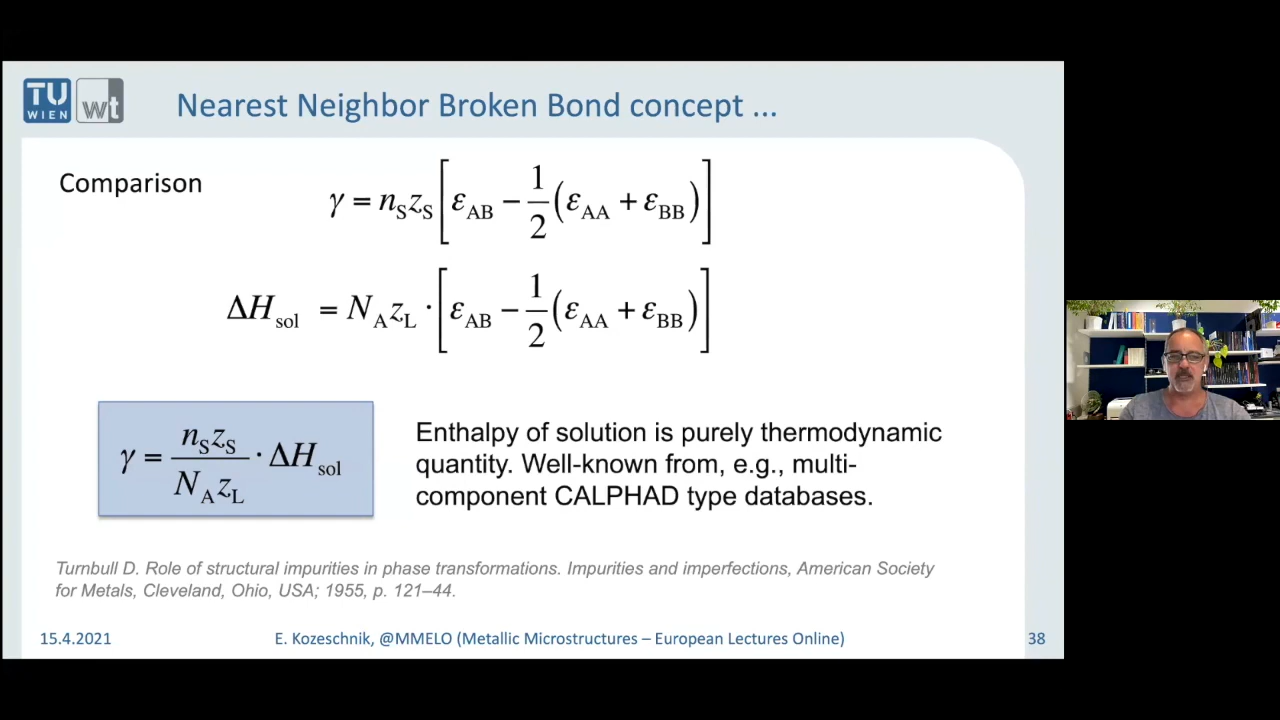 TU
WIEN
wt
Nearest Neighbor Broken Bond concept ...
Comparison
γ = n_S z_S [ε_AB − 1/2 (ε_AA + ε_BB)]
ΔH_sol = N_A z_L · [ε_AB − 1/2 (ε_AA + ε_BB)]
γ = n_S z_S / N_A z_L · ΔH_sol
Enthalpy of solution is purely thermodynamic
quantity. Well-known from, e.g., multi-
component CALPHAD type databases.
Turnbull D. Role of structural impurities in phase transformations. Impurities and imperfections, American Society
for Metals, Cleveland, Ohio, USA; 1955, p. 121–44.
15.4.2021
E. Kozeschnik, @MMELO (Metallic Microstructures – European Lectures Online)
38